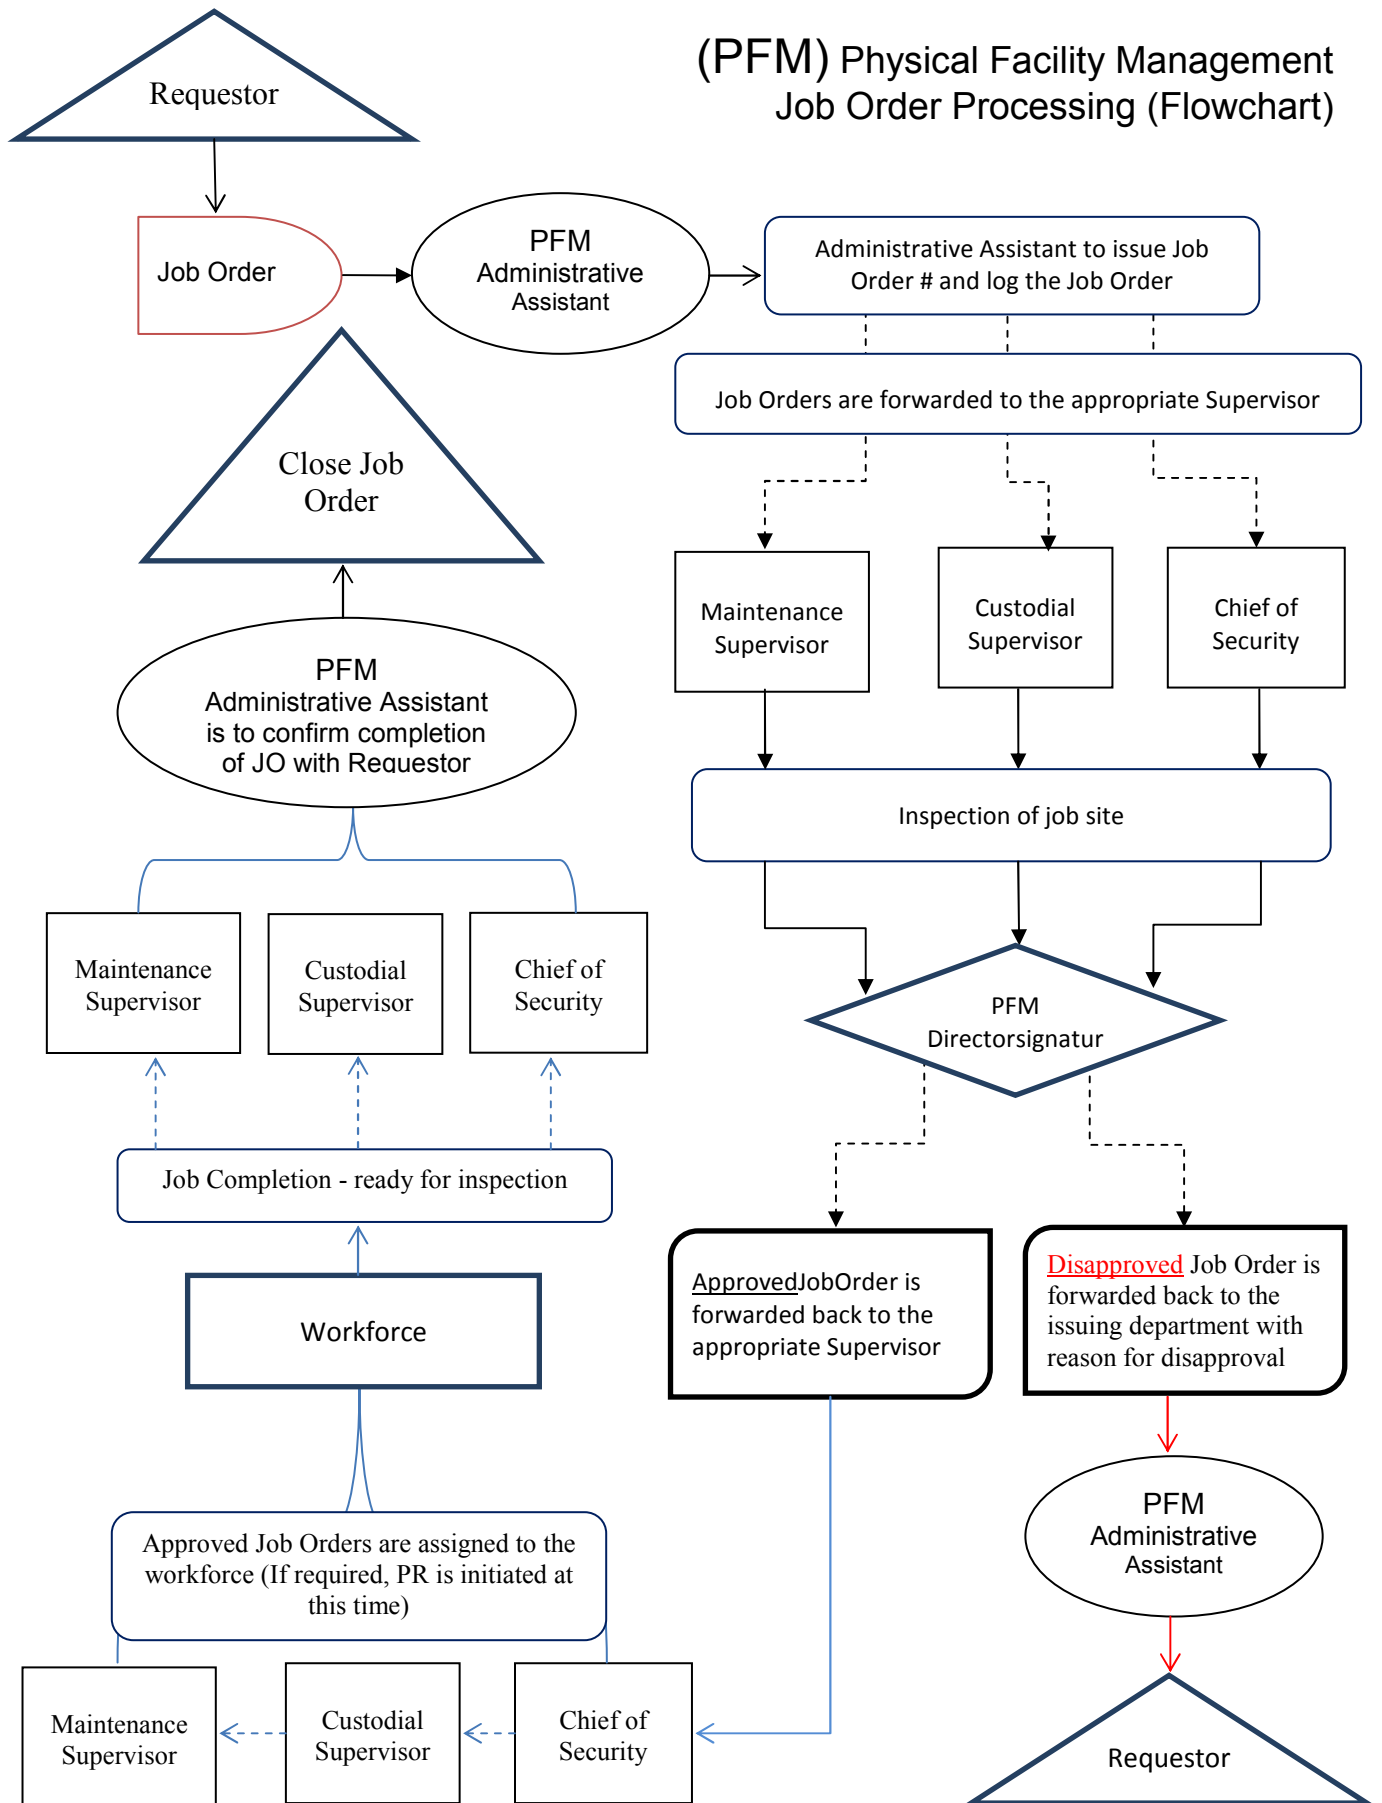 (PFM) Physical Facility Management
Job Order Processing (Flowchart)
Requestor
Job Order
PFM
Administrative
Assistant
Administrative Assistant to issue Job
Order # and log the Job Order
Job Orders are forwarded to the appropriate Supervisor
Maintenance
Supervisor
Custodial
Supervisor
Chief of
Security
Inspection of job site
PFM
Directorsignatur
ApprovedJobOrder is
forwarded back to the
appropriate Supervisor
Disapproved Job Order is
forwarded back to the
issuing department with
reason for disapproval
PFM
Administrative
Assistant
Requestor
Chief of
Security
Custodial
Supervisor
Maintenance
Supervisor
Approved Job Orders are assigned to the
workforce (If required, PR is initiated at
this time)
Workforce
Job Completion - ready for inspection
Maintenance
Supervisor
Custodial
Supervisor
Chief of
Security
PFM
Administrative Assistant
is to confirm completion
of JO with Requestor
Close Job
Order